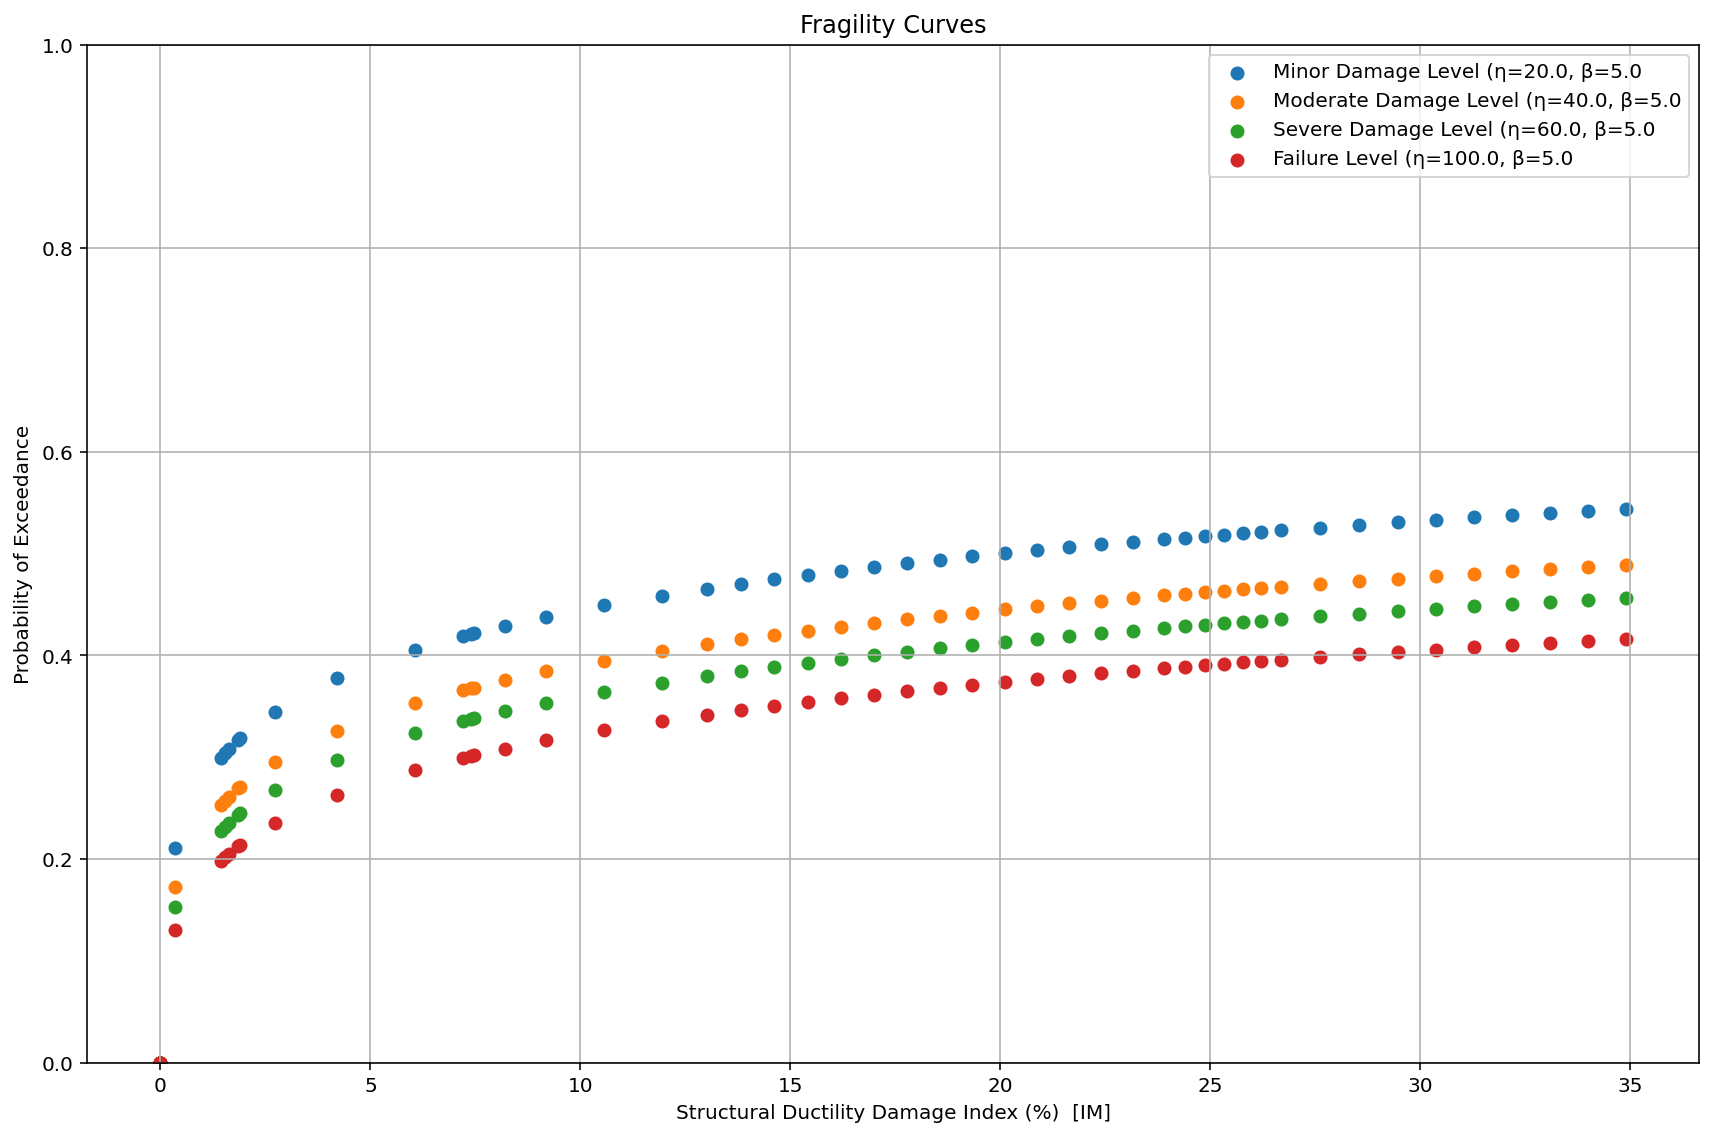 Fragility Curves
Minor Damage Level (η=20.0, β=5.0
Moderate Damage Level (η=40.0, β=5.0
Severe Damage Level (η=60.0, β=5.0
Failure Level (η=100.0, β=5.0
Probability of Exceedance
1.0
0.8
0.6
0.4
0.2
0.0
0 5 10 15 20 25 30 35
Structural Ductility Damage Index (%)  [IM]